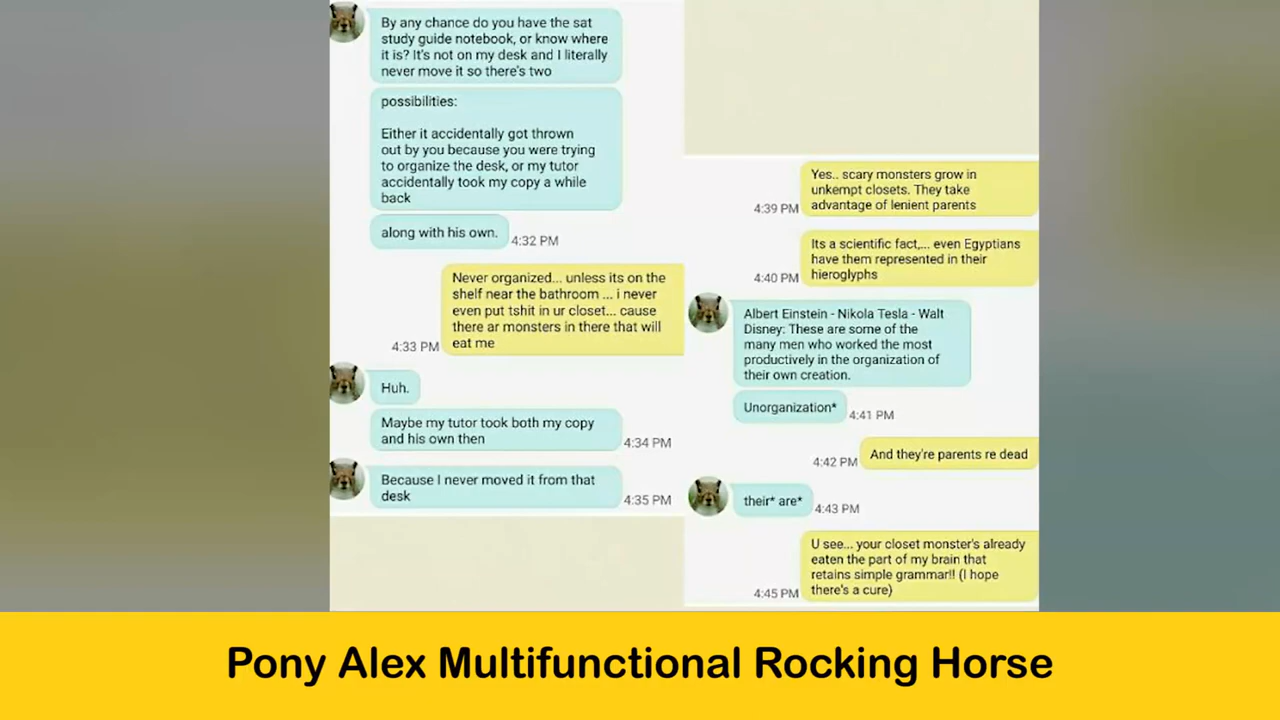 By any chance do you have the sat
study guide notebook, or know where
it is? It's not on my desk and I literally
never move it so there's two
possibilities:
Either it accidentally got thrown
out by you because you were trying
to organize the desk, or my tutor
accidentally took my copy a while
back
along with his own.
4:32 PM
Never organized... unless its on the
shelf near the bathroom ... i never
even put tshit in ur closet... cause
there ar monsters in there that will
eat me
4:33 PM
Huh.
Maybe my tutor took both my copy
and his own then
4:34 PM
Because I never moved it from that
desk
4:35 PM
Yes.. scary monsters grow in
unkempt closets. They take
advantage of lenient parents
4:39 PM
Its a scientific fact,... even Egyptians
have them represented in their
hieroglyphs
4:40 PM
Albert Einstein - Nikola Tesla - Walt
Disney: These are some of the
many men who worked the most
productively in the organization of
their own creation.
Unorganization*
4:41 PM
And they're parents re dead
4:42 PM
their* are*
4:43 PM
U see... your closet monster's already
eaten the part of my brain that
retains simple grammar!! (I hope
there's a cure)
4:45 PM
Pony Alex Multifunctional Rocking Horse